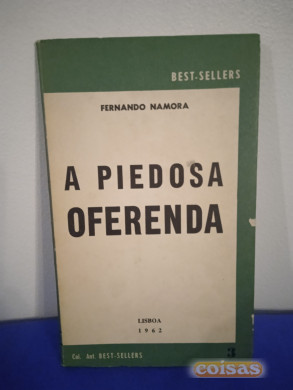 BEST-SELLERS
FERNANDO NAMORA
A PIEDOSA
OFERENDA
LISBOA
1962
Col. Ant. BEST-SELLERS
3
coisas